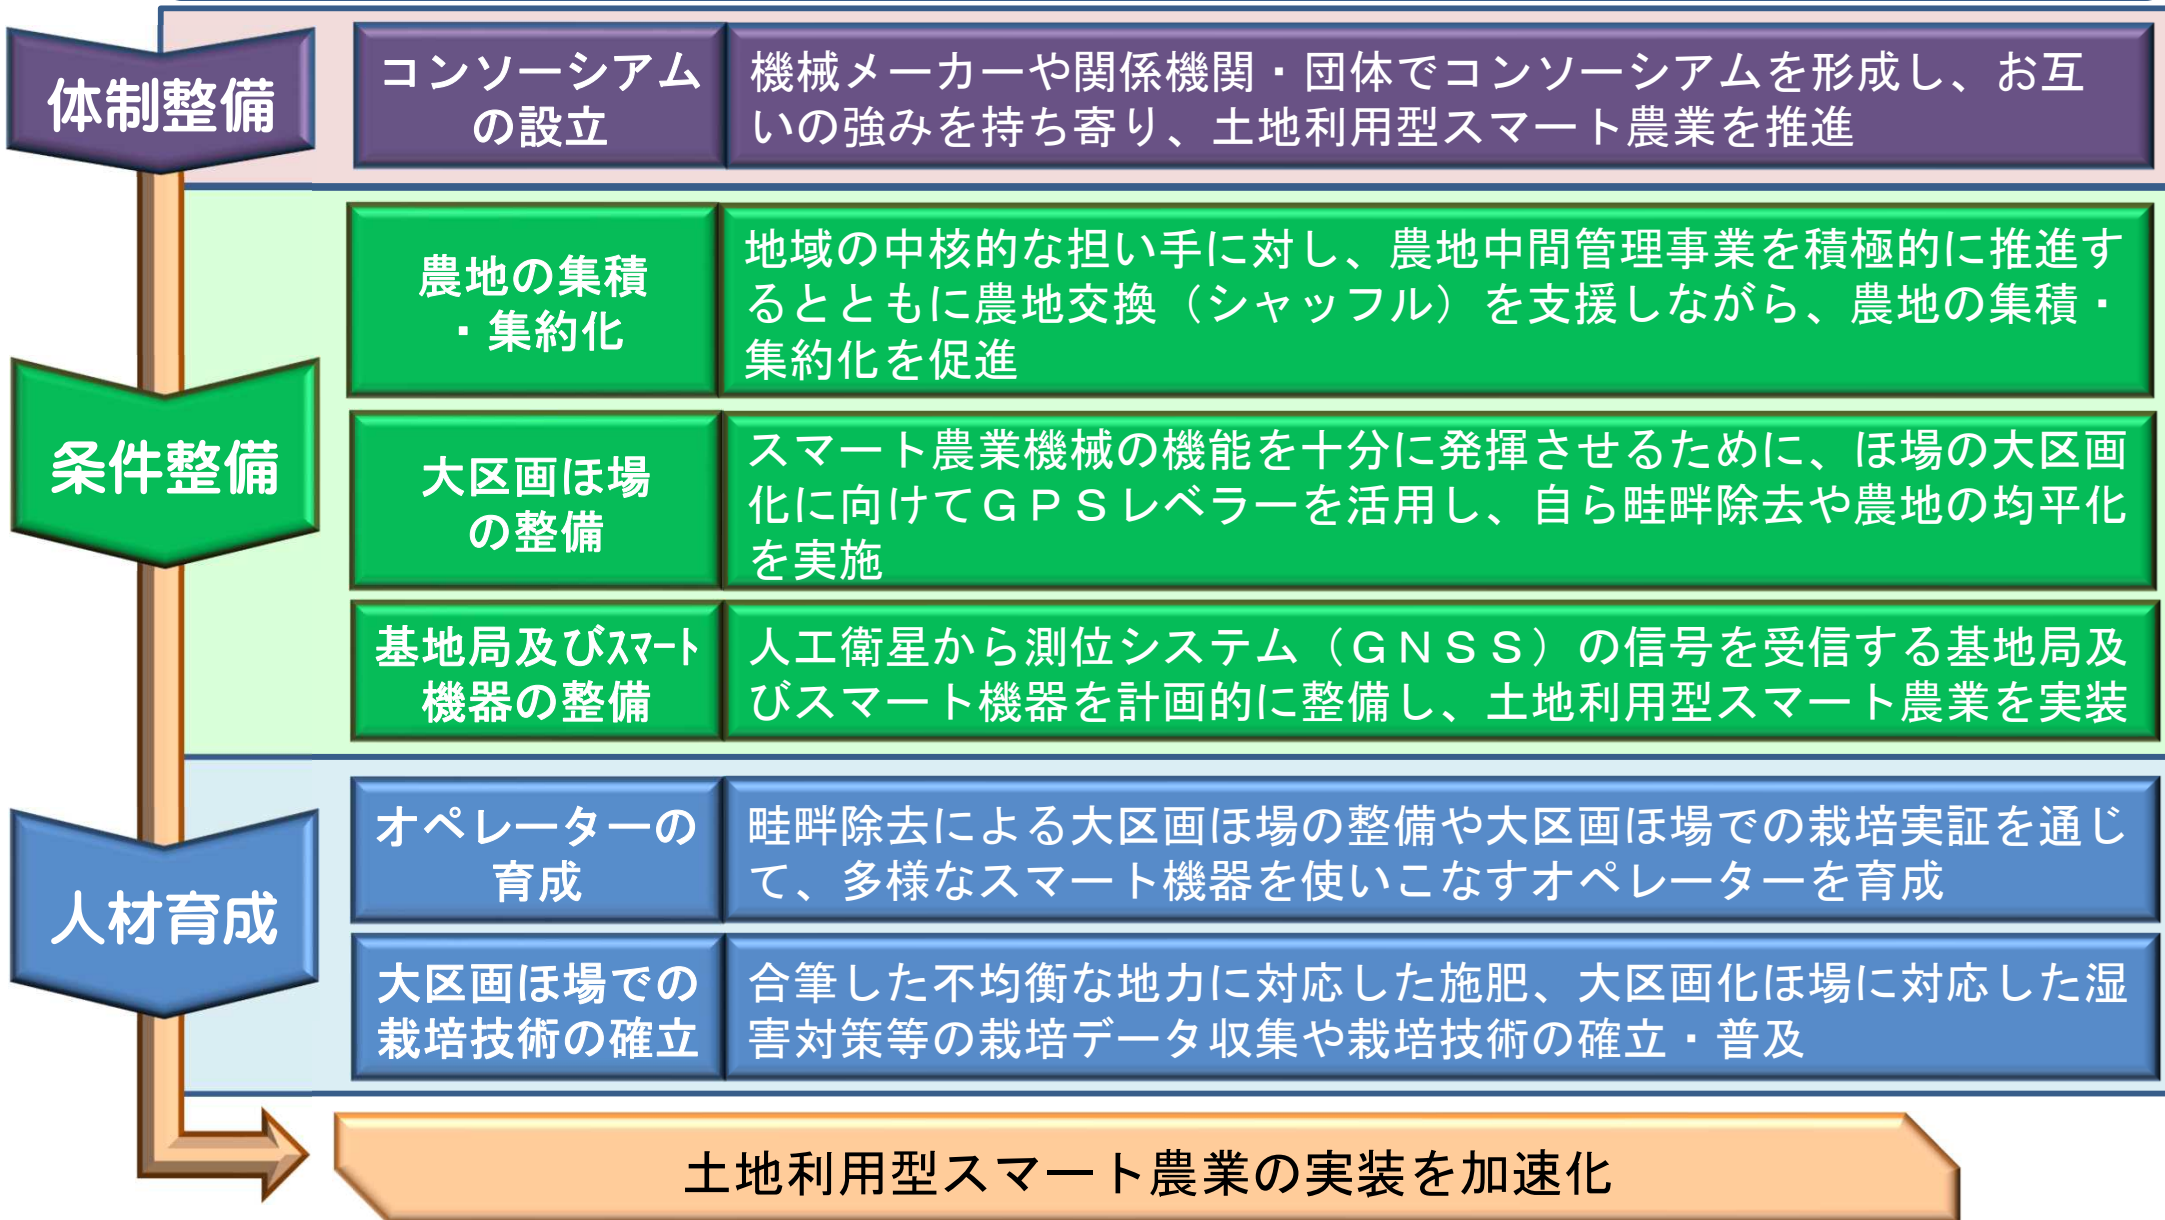 体制整備
コンソーシアム
の設立
機械メーカーや関係機関・団体でコンソーシアムを形成し、お互
いの強みを持ち寄り、土地利用型スマート農業を推進
条件整備
農地の集積
・集約化
地域の中核的な担い手に対し、農地中間管理事業を積極的に推進す
るとともに農地交換（シャッフル）を支援しながら、農地の集積・
集約化を促進
大区画ほ場
の整備
スマート農業機械の機能を十分に発揮させるために、ほ場の大区画
化に向けてＧＰＳレベラーを活用し、自ら畦畔除去や農地の均平化
を実施
基地局及びｽﾏｰﾄ
機器の整備
人工衛星から測位システム（ＧＮＳＳ）の信号を受信する基地局及
びスマート機器を計画的に整備し、土地利用型スマート農業を実装
人材育成
オペレーターの
育成
畦畔除去による大区画ほ場の整備や大区画ほ場での栽培実証を通じ
て、多様なスマート機器を使いこなすオペレーターを育成
大区画ほ場での
栽培技術の確立
合筆した不均衡な地力に対応した施肥、大区画化ほ場に対応した湿
害対策等の栽培データ収集や栽培技術の確立・普及
土地利用型スマート農業の実装を加速化